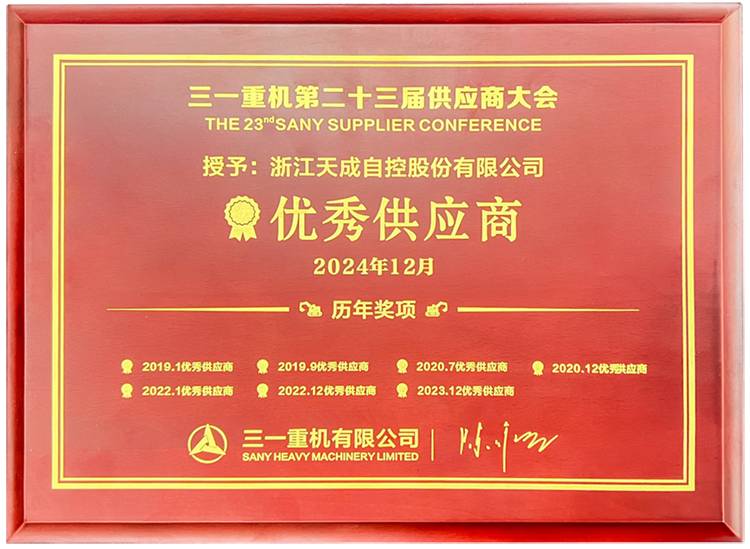 三一重机第二十三届供应商大会
THE 23nd SANY SUPPLIER CONFERENCE
授予：浙江天成自控股份有限公司
优秀供应商
2024年12月
历年奖项
2019.1优秀供应商 2019.9优秀供应商 2020.7优秀供应商 2020.12优秀供应商
2022.1优秀供应商 2022.12优秀供应商 2023.12优秀供应商
三一重机有限公司
SANY HEAVY MACHINERY LIMITED